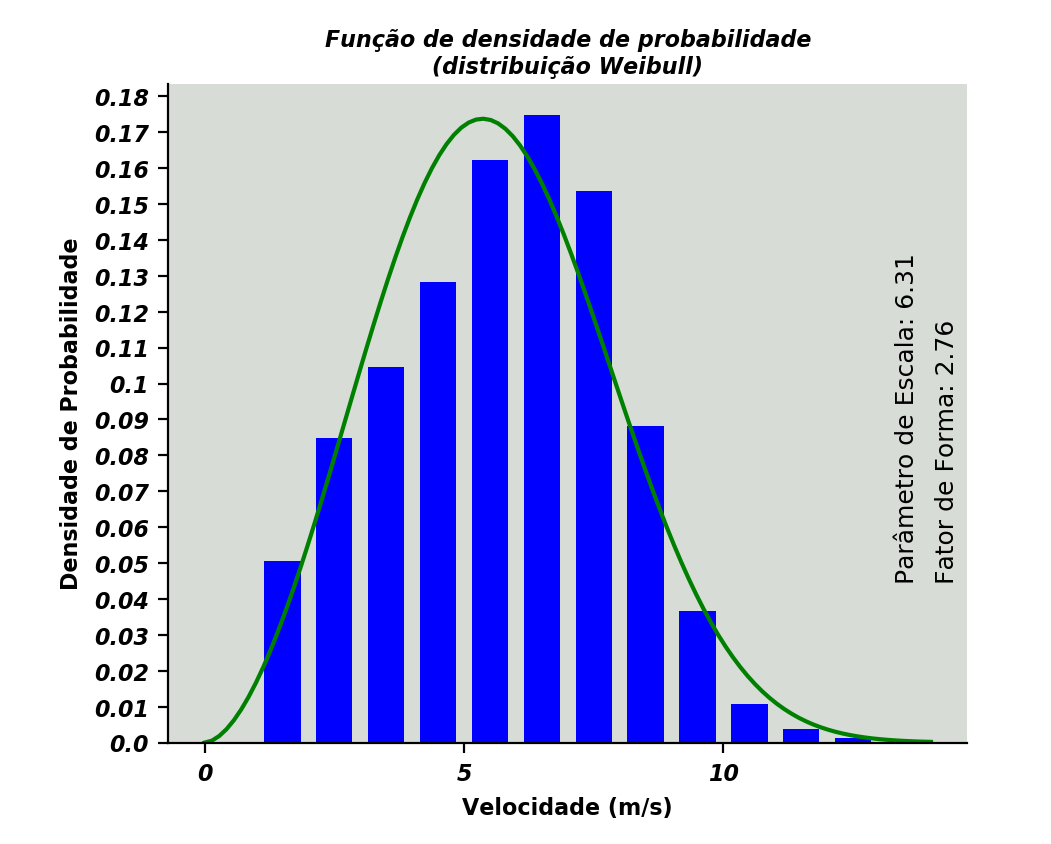 Função de densidade de probabilidade
(distribuição Weibull)
0.18
0.17
0.16
0.15
0.14
0.13
0.12
0.11
0.1
0.09
0.08
0.07
0.06
0.05
0.04
0.03
0.02
0.01
0.0
Densidade de Probabilidade
Parâmetro de Escala: 6.31
Fator de Forma: 2.76
0 5 10
Velocidade (m/s)